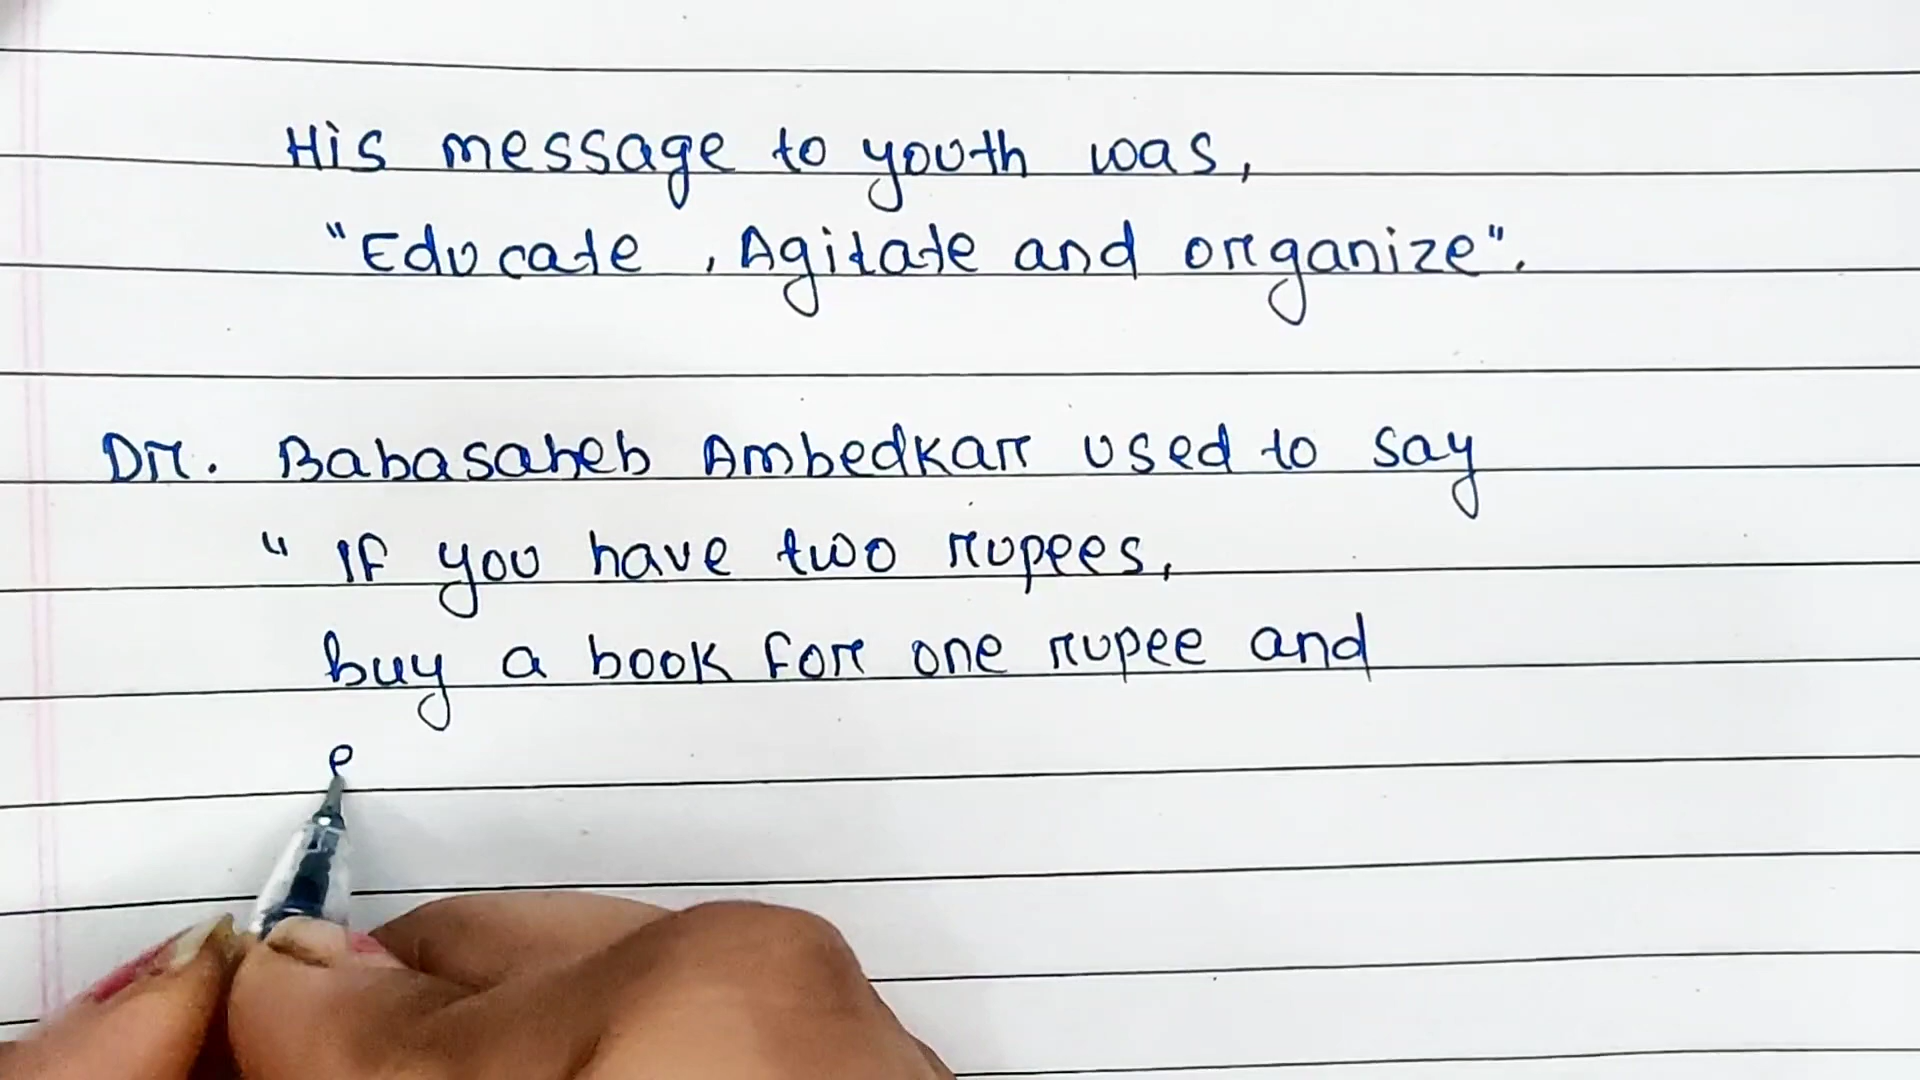 His message to youth was,
"Educate, Agitate and organize".
Dr. Babasaheb Ambedkar used to say
"If you have two rupees,
buy a book for one rupee and